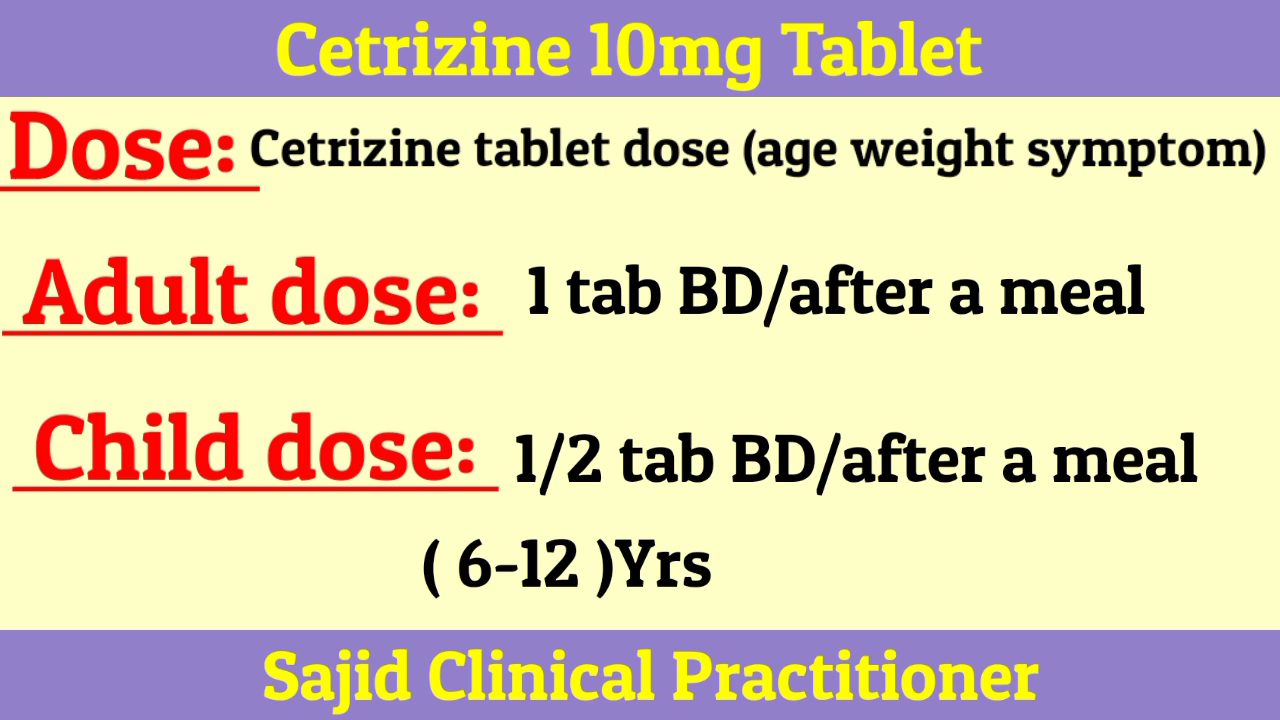 Cetrizine 10mg Tablet
Dose: Cetrizine tablet dose (age weight symptom)
Adult dose: 1 tab BD/after a meal
Child dose: 1/2 tab BD/after a meal
( 6-12 )Yrs
Sajid Clinical Practitioner